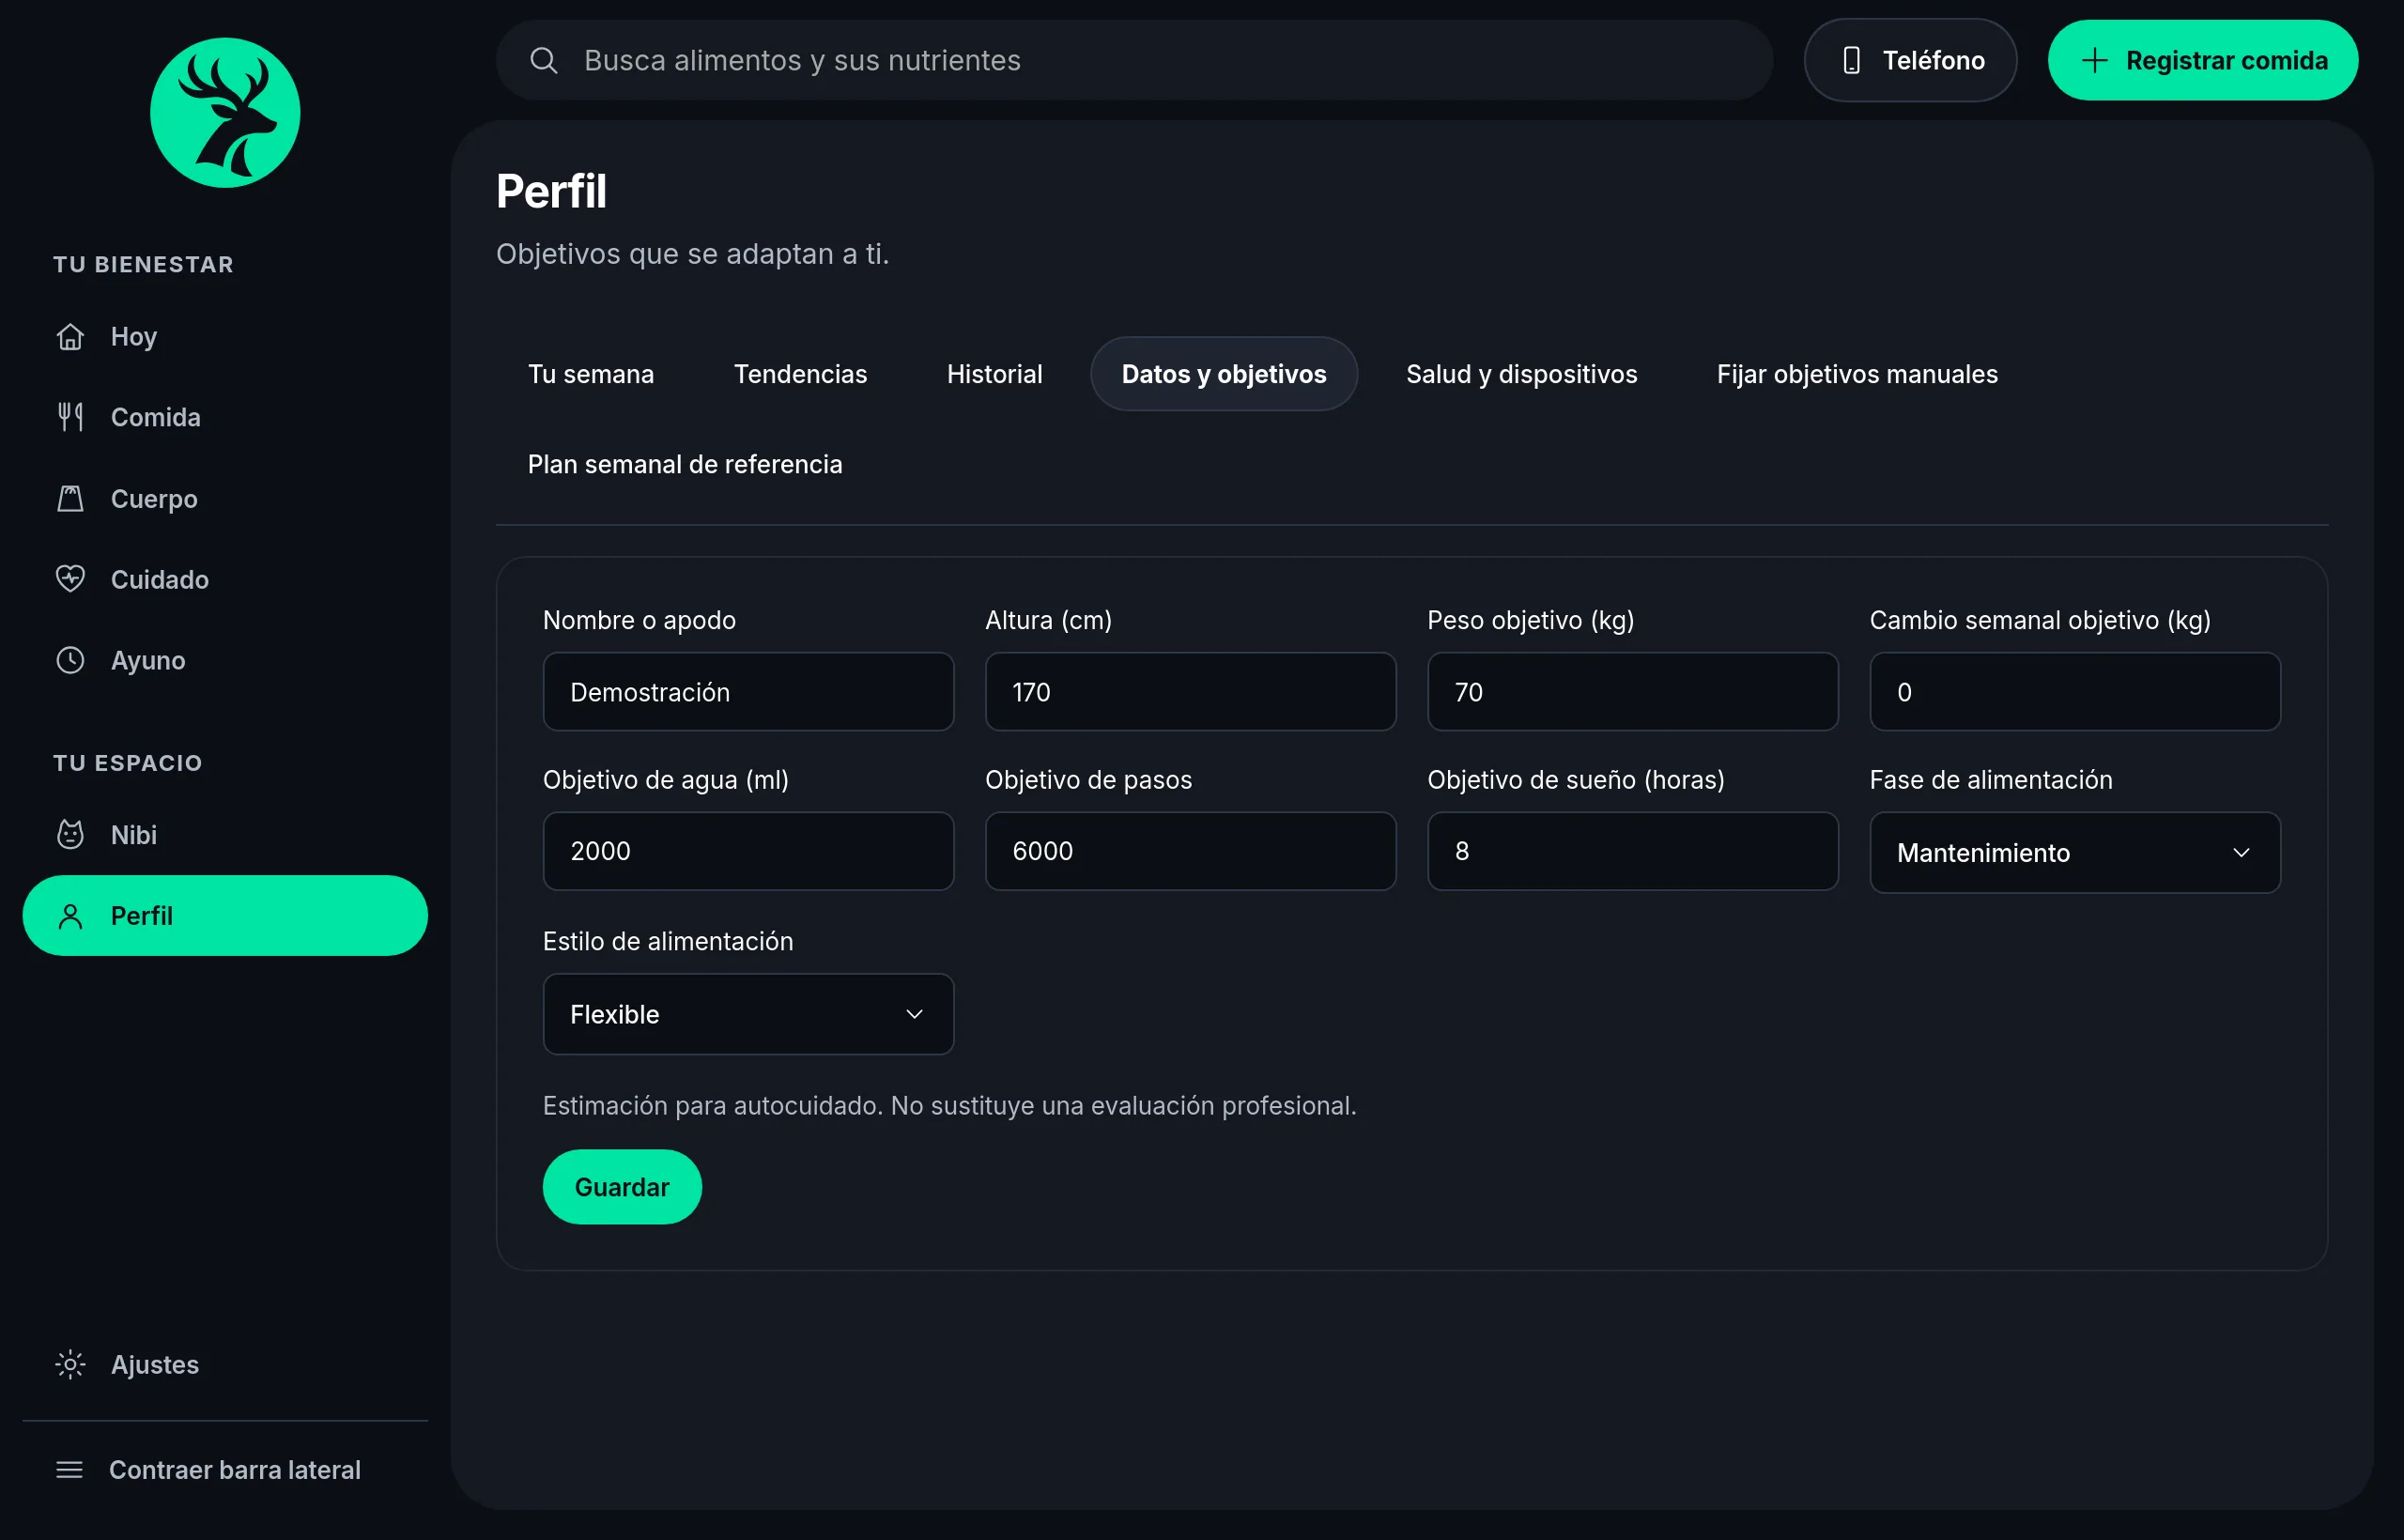 Busca alimentos y sus nutrientes
Teléfono
Registrar comida
TU BIENESTAR
Hoy
Comida
Cuerpo
Cuidado
Ayuno
TU ESPACIO
Nibi
Perfil
Ajustes
Contraer barra lateral
Perfil
Objetivos que se adaptan a ti.
Tu semana
Tendencias
Historial
Datos y objetivos
Salud y dispositivos
Fijar objetivos manuales
Plan semanal de referencia
Nombre o apodo
Demostración
Altura (cm)
170
Peso objetivo (kg)
70
Cambio semanal objetivo (kg)
0
Objetivo de agua (ml)
2000
Objetivo de pasos
6000
Objetivo de sueño (horas)
8
Fase de alimentación
Mantenimiento
Estilo de alimentación
Flexible
Estimación para autocuidado. No sustituye una evaluación profesional.
Guardar